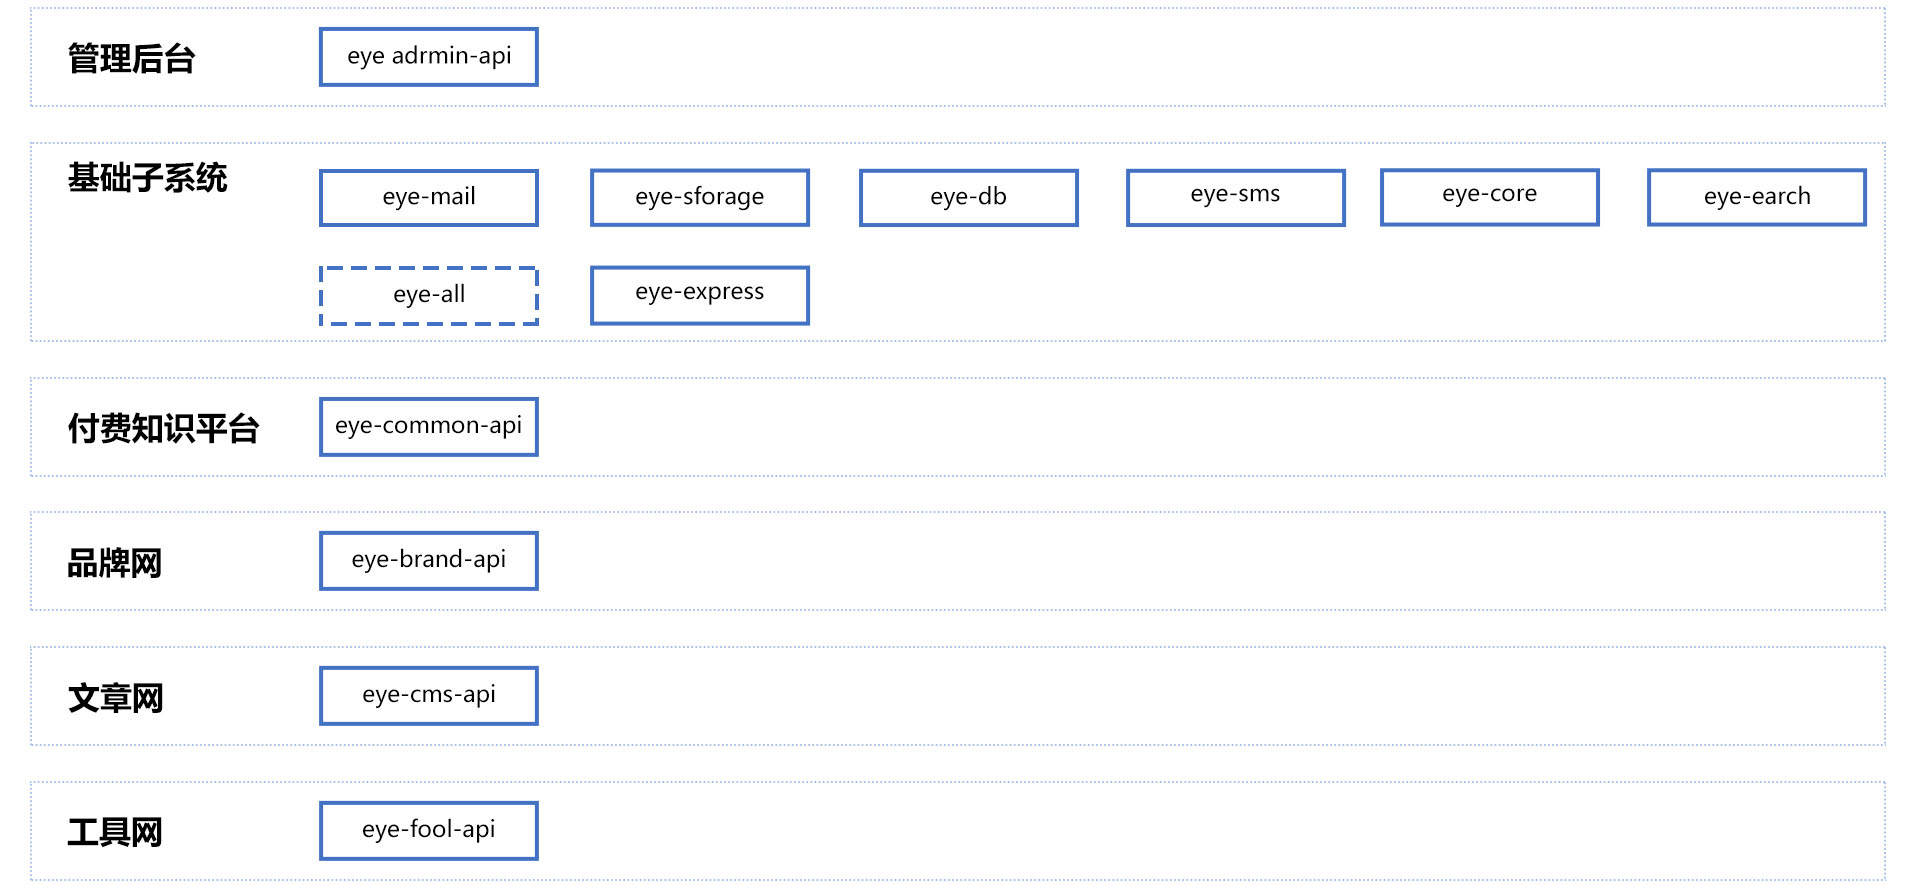 管理后台
eye adrmin-api
基础子系统
eye-mail
eye-sforage
eye-db
eye-sms
eye-core
eye-earch
eye-all
eye-express
付费知识平台
eye-common-api
品牌网
eye-brand-api
文章网
eye-cms-api
工具网
eye-fool-api